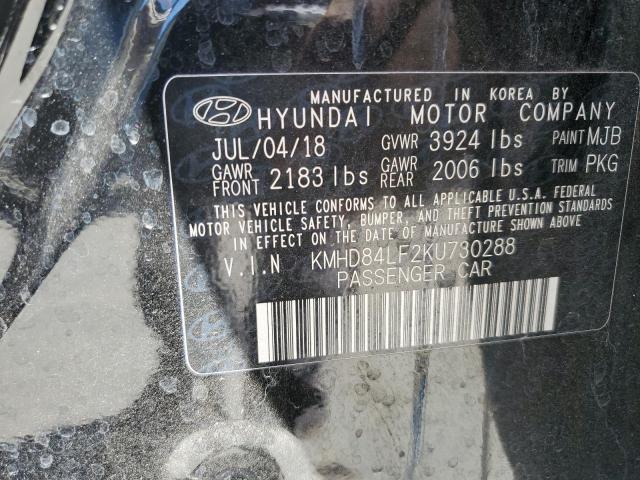 MANUFACTURED IN KOREA BY
HYUNDAI MOTOR COMPANY
JUL/04/18 GVWR 3924 lbs PAINT MJB
GAWR FRONT 2183 lbs GAWR REAR 2006 lbs TRIM PKG
THIS VEHICLE CONFORMS TO ALL APPLICABLE U.S.A. FEDERAL
MOTOR VEHICLE SAFETY, BUMPER, AND THEFT PREVENTION STANDARDS
IN EFFECT ON THE DATE OF MANUFACTURE SHOWN ABOVE
V.I.N KMHD84LF2KU730288
PASSENGER CAR